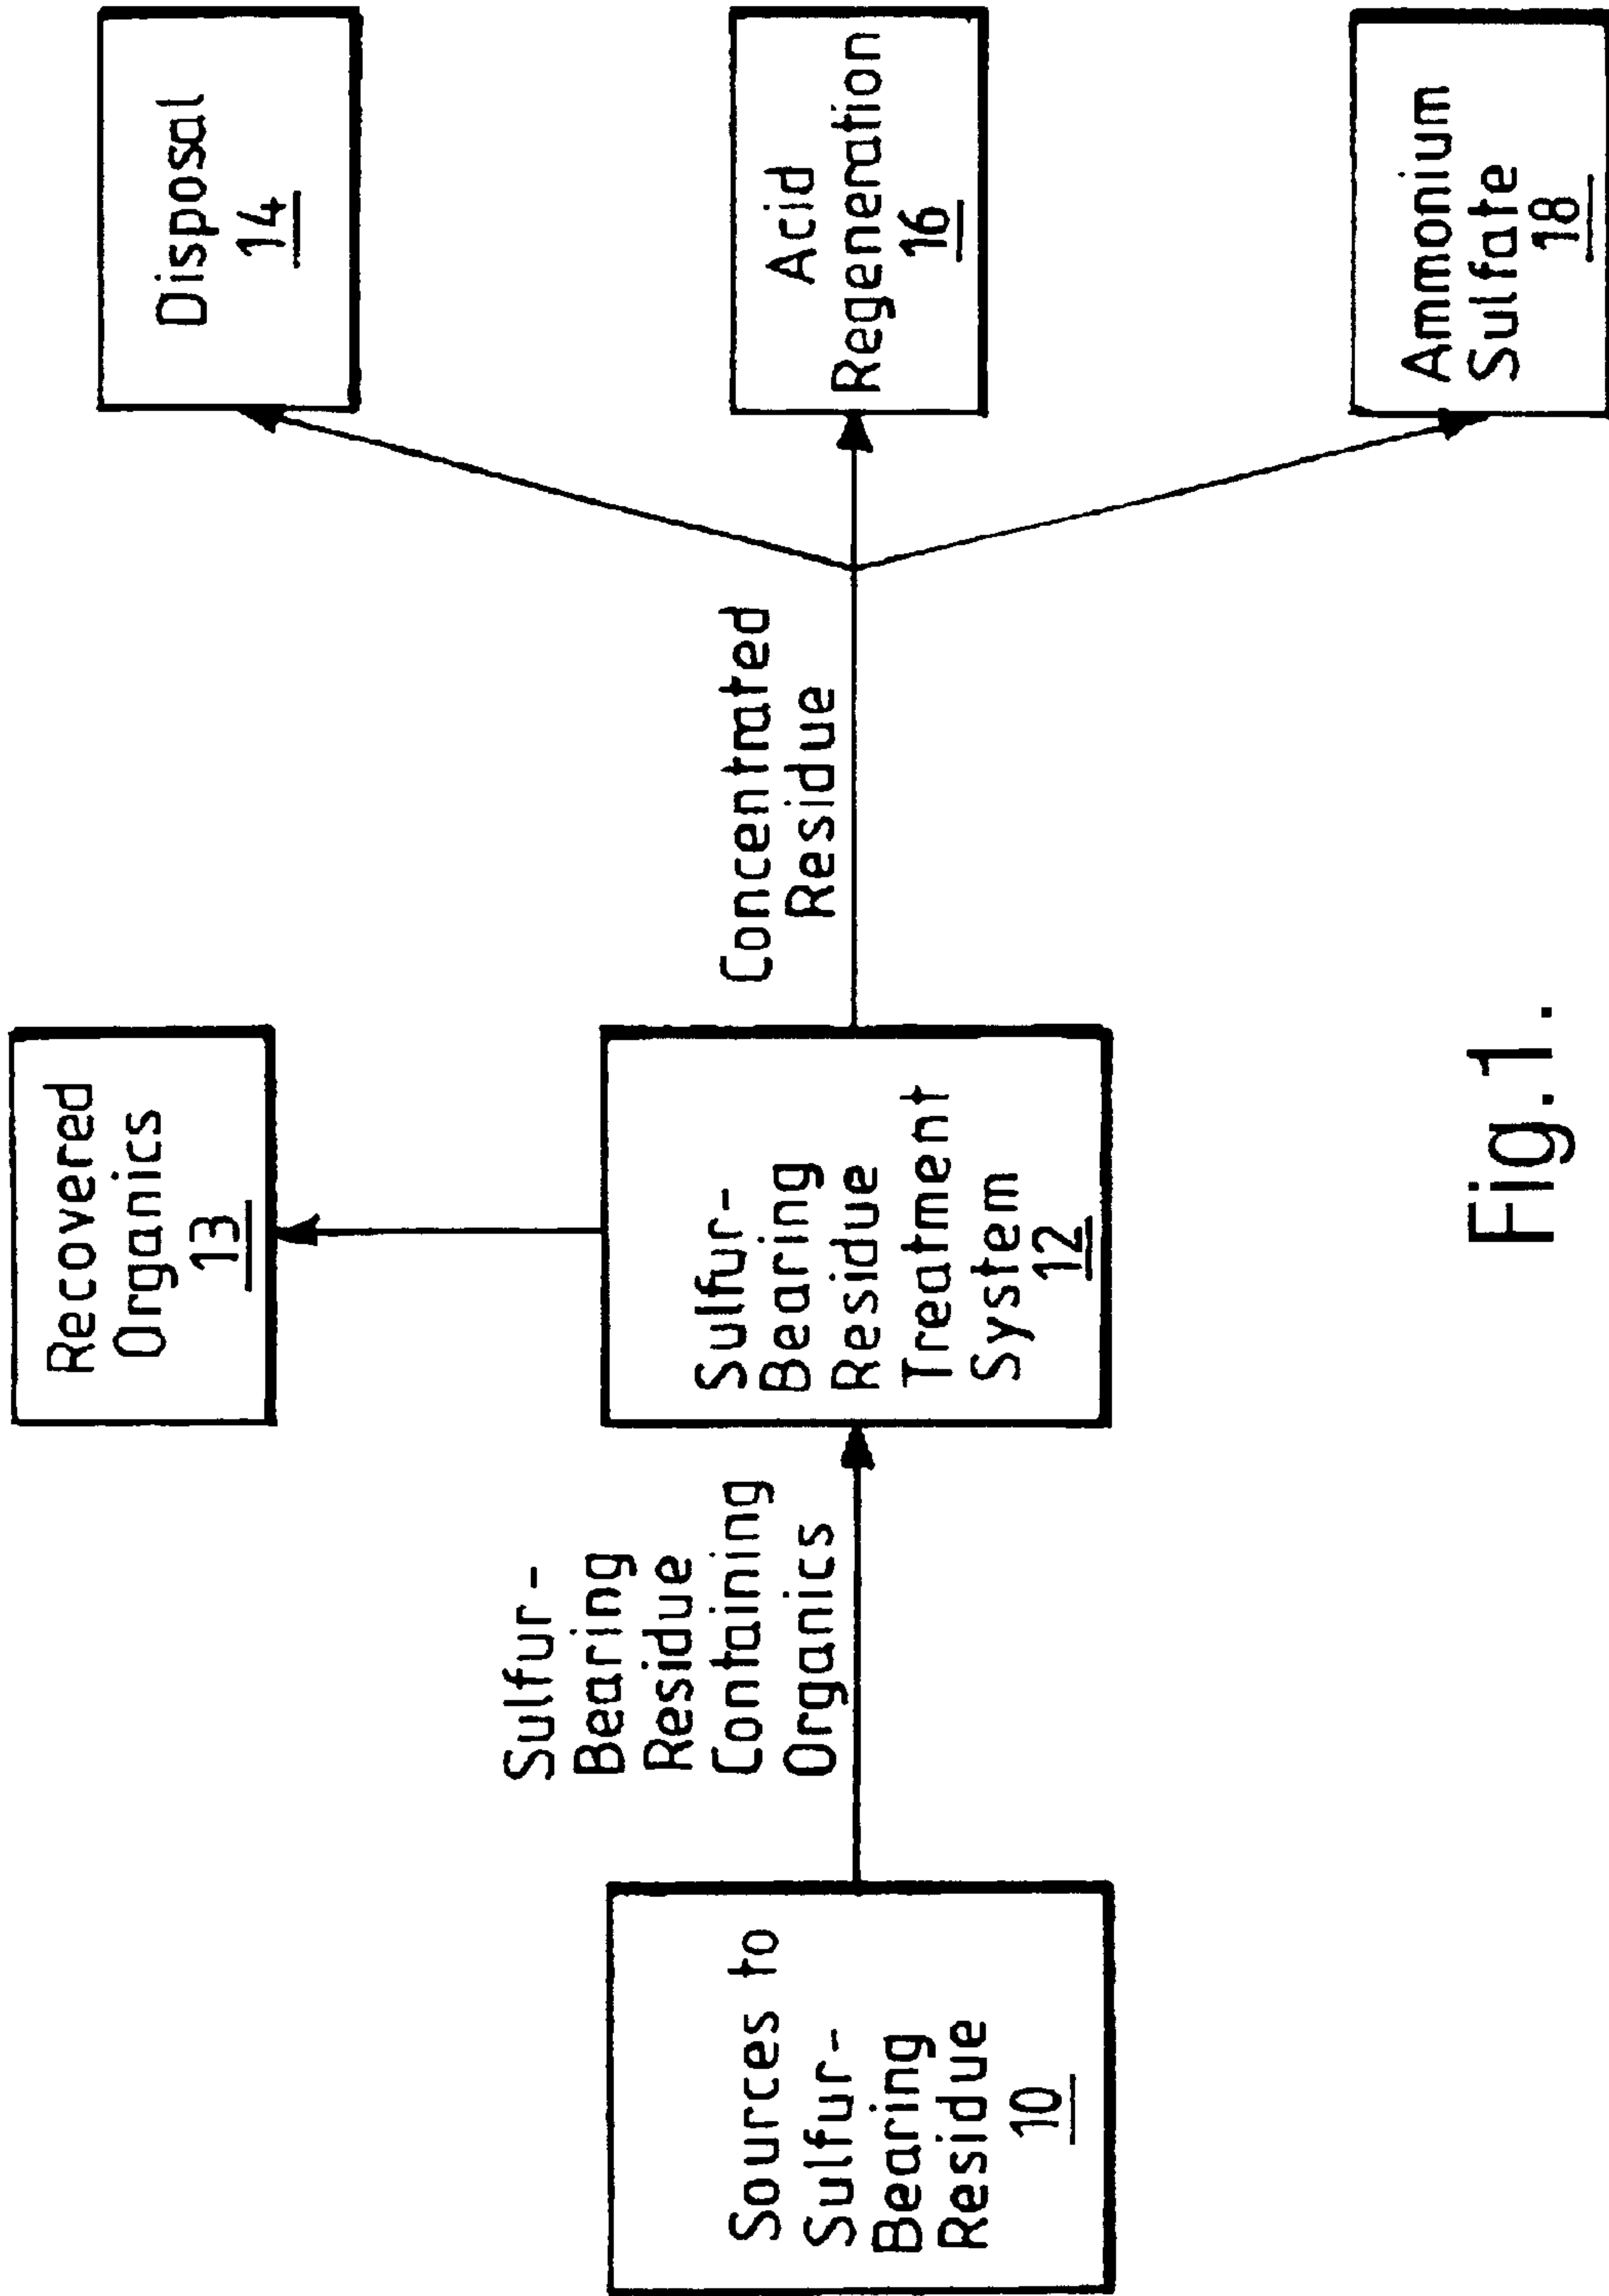 Recovered
Organics
13
Disposal
14
Sulfur-
Bearing
Residue
Containing
Organics
Concentrated
Residue
Sources to
Sulfur-
Bearing
Residue
10
Sulfur-
Bearing
Residue
Treatment
System
12
Acid
Regeneration
16
Ammonium
Sulfate
18
Fig.1.